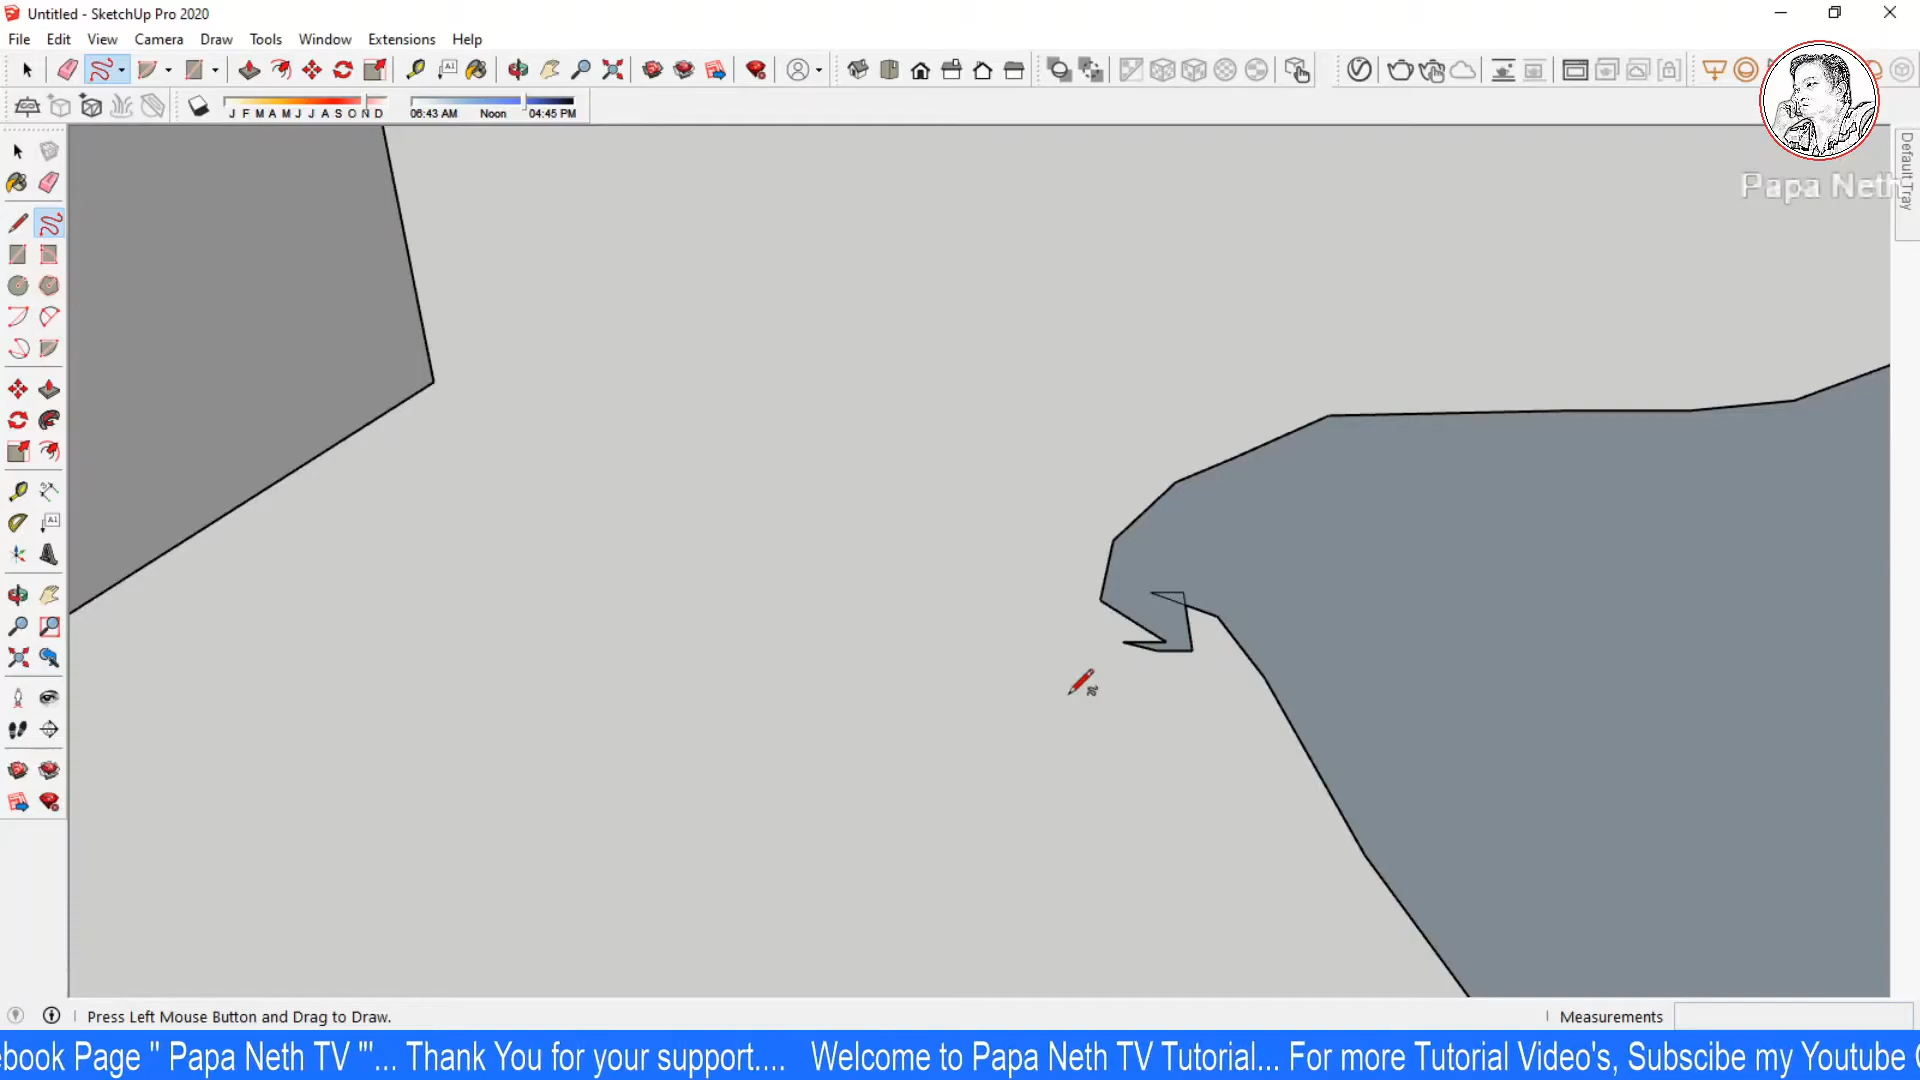 Untitled - SketchUp Pro 2020
File Edit View Camera Draw Tools Window Extensions Help
J F M A M J J A S O N D 06:43 AM Noon 04:45 PM
Papa Neth
Default Tray
Press Left Mouse Button and Drag to Draw.
Measurements
ebook Page " Papa Neth TV "'... Thank You for your support.... Welcome to Papa Neth TV Tutorial... For more Tutorial Video's, Subscibe my Youtube C